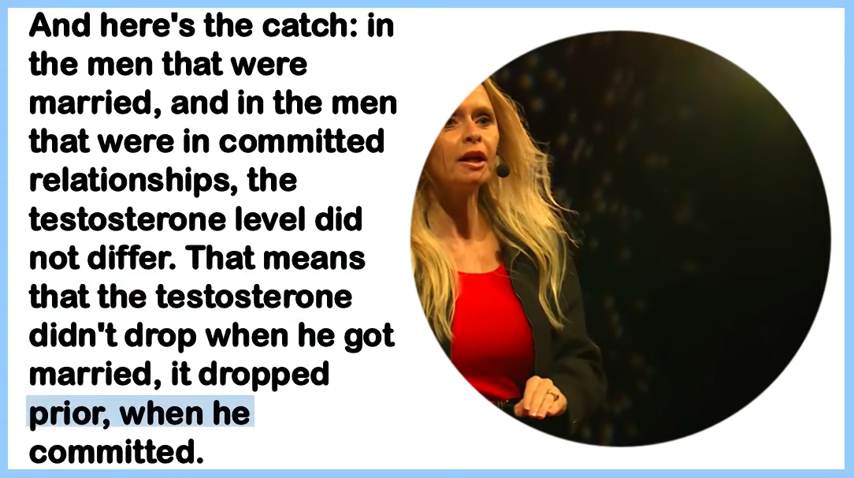 And here's the catch: in
the men that were
married, and in the men
that were in committed
relationships, the
testosterone level did
not differ. That means
that the testosterone
didn't drop when he got
married, it dropped
prior, when he
committed.